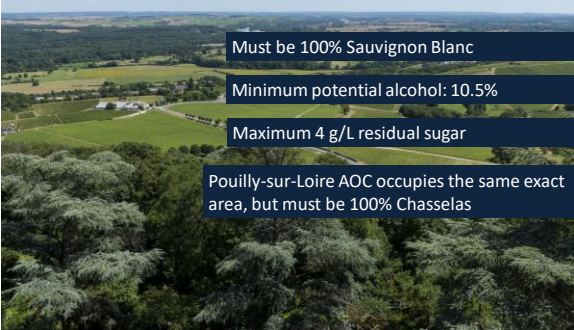 Must be 100% Sauvignon Blanc
Minimum potential alcohol: 10.5%
Maximum 4 g/L residual sugar
Pouilly-sur-Loire AOC occupies the same exact
area, but must be 100% Chasselas